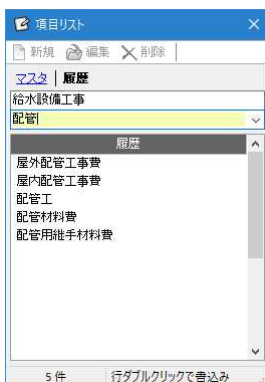 項目リスト
新規 編集 削除
マスタ 履歴
給水設備工事
配管
履歴
屋外配管工事費
屋内配管工事費
配管工
配管材料費
配管用継手材料費
5 件 行ダブルクリックで書込み